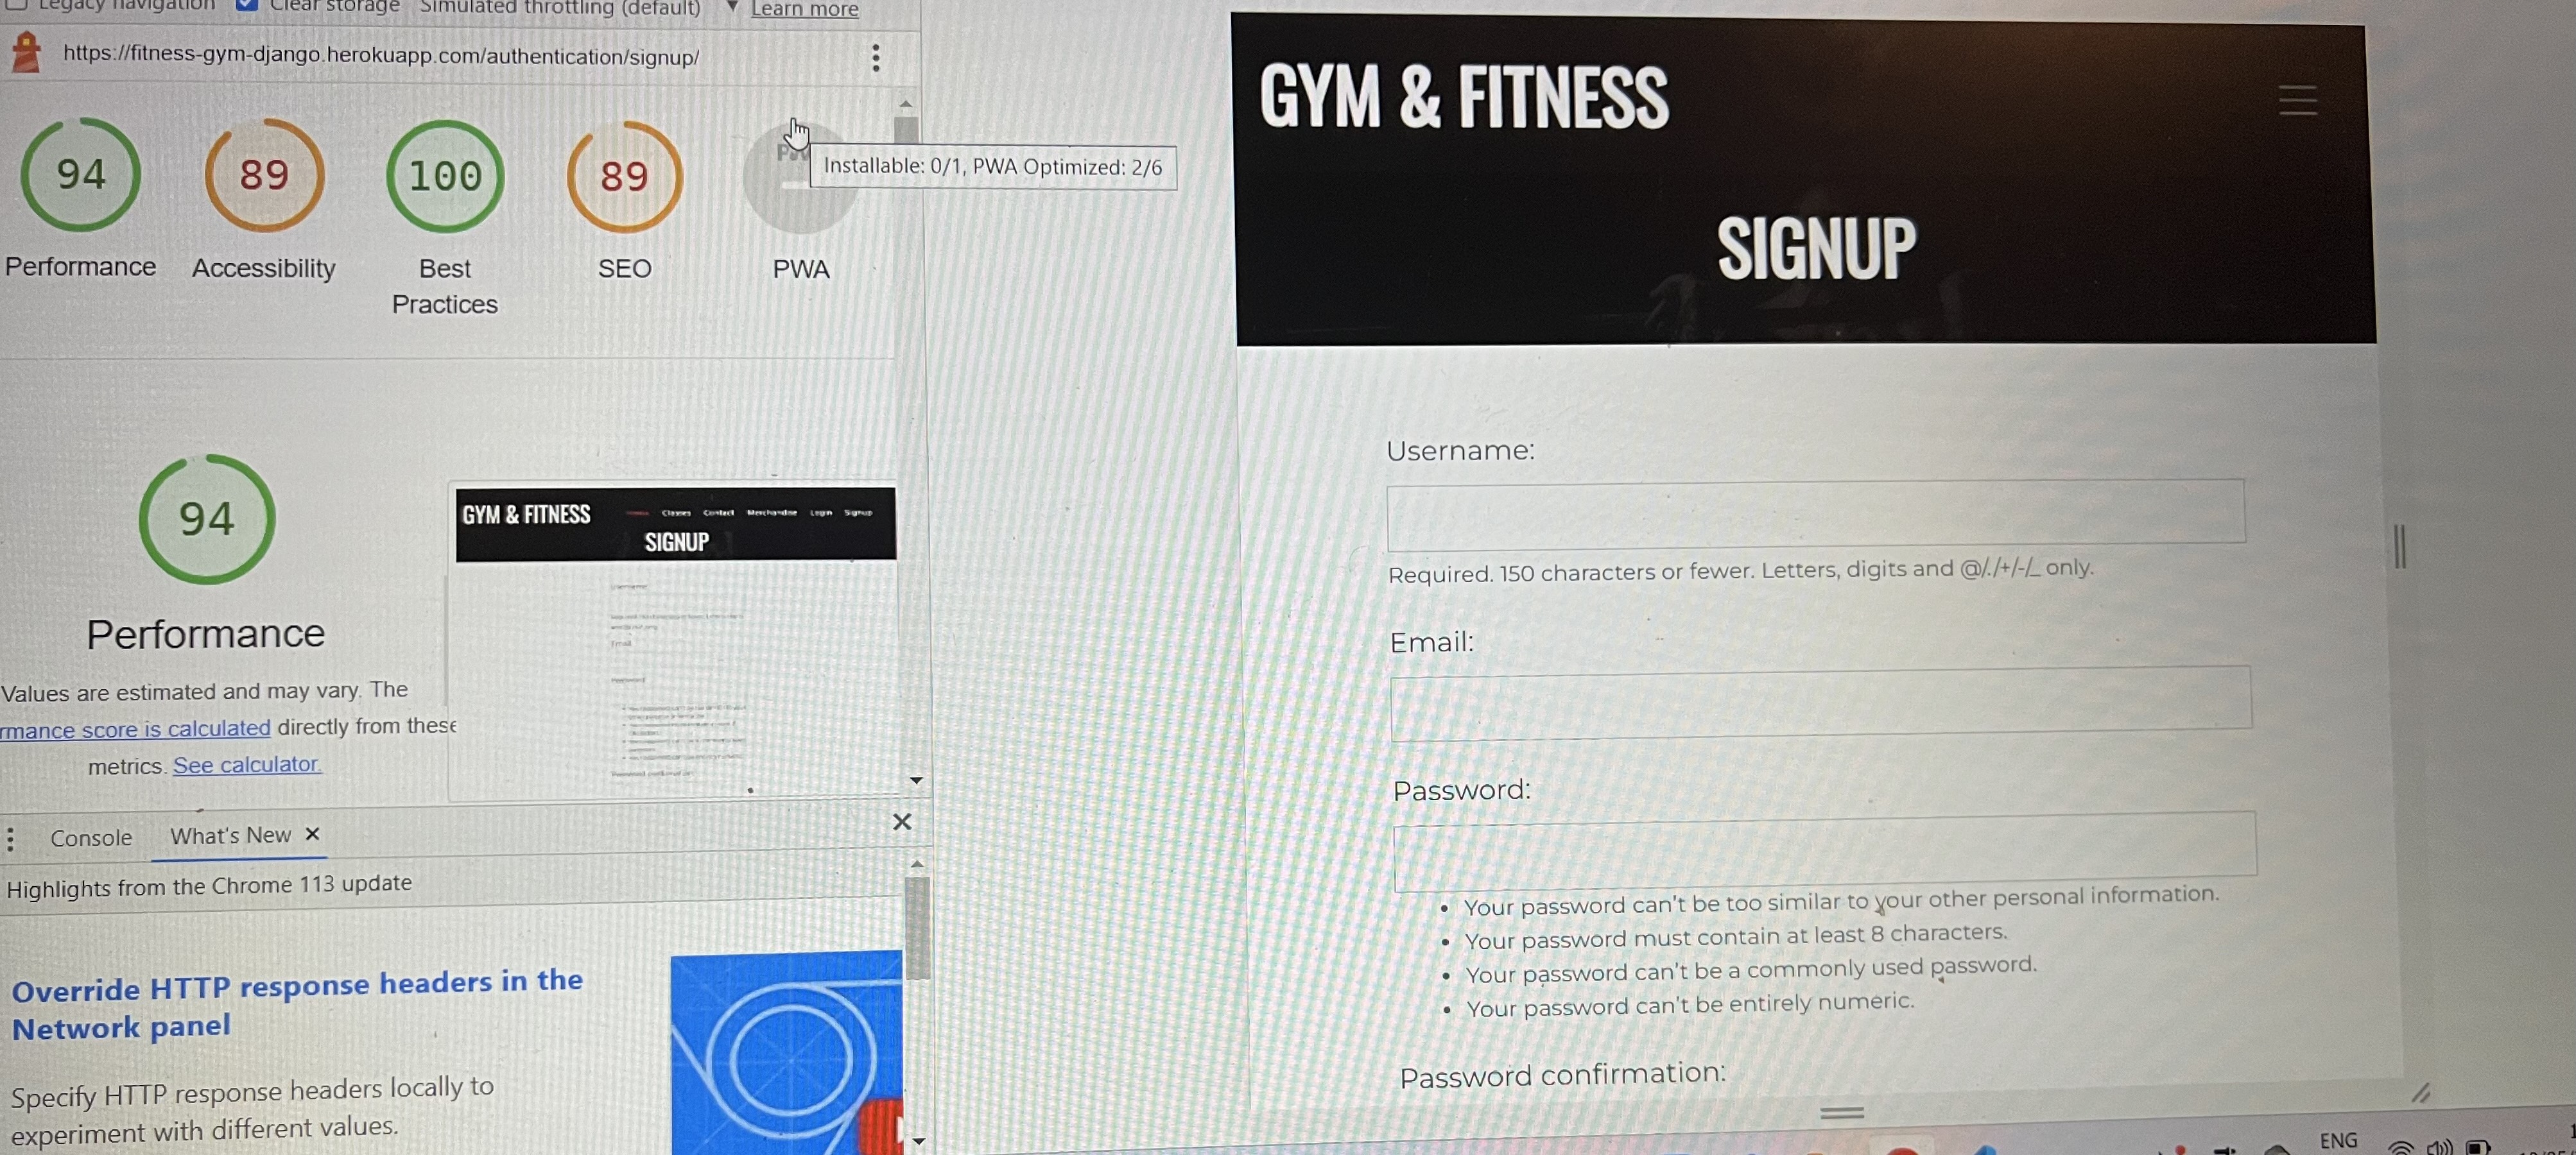 Legacy navigation Clear storage Simulated throttling (default) Learn more
https://fitness-gym-django.herokuapp.com/authentication/signup/
94
89
100
89
Installable: 0/1, PWA Optimized: 2/6
Performance
Accessibility
Best
Practices
SEO
PWA
94
Performance
Values are estimated and may vary. The
rmance score is calculated directly from these
metrics. See calculator.
GYM & FITNESS
Classes Contact Merchandise Login Signup
SIGNUP
Email
Console What's New ×
Highlights from the Chrome 113 update
Override HTTP response headers in the
Network panel
Specify HTTP response headers locally to
experiment with different values.
GYM & FITNESS
SIGNUP
Username:
Required. 150 characters or fewer. Letters, digits and @/./+/-/_ only.
Email:
Password:
• Your password can't be too similar to your other personal information.
• Your password must contain at least 8 characters.
• Your password can't be a commonly used password.
• Your password can't be entirely numeric.
Password confirmation:
ENG